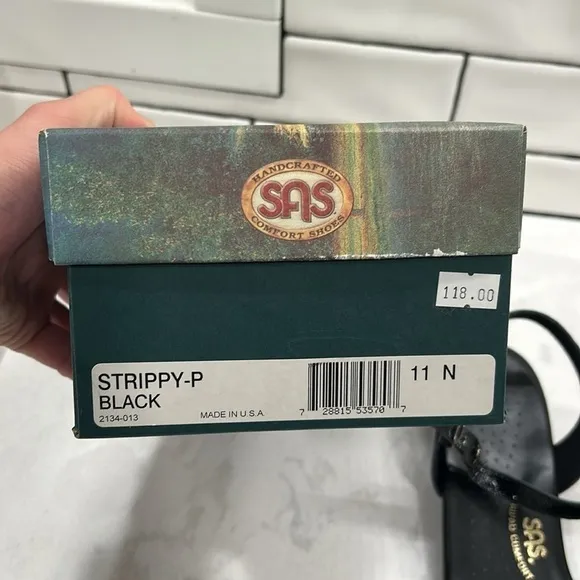 HANDCRAFTED
SAS
COMFORT SHOES
118.00
STRIPPY-P
BLACK
2134-013
MADE IN U.S.A
11 N
7 28815 53570 7
SAS.